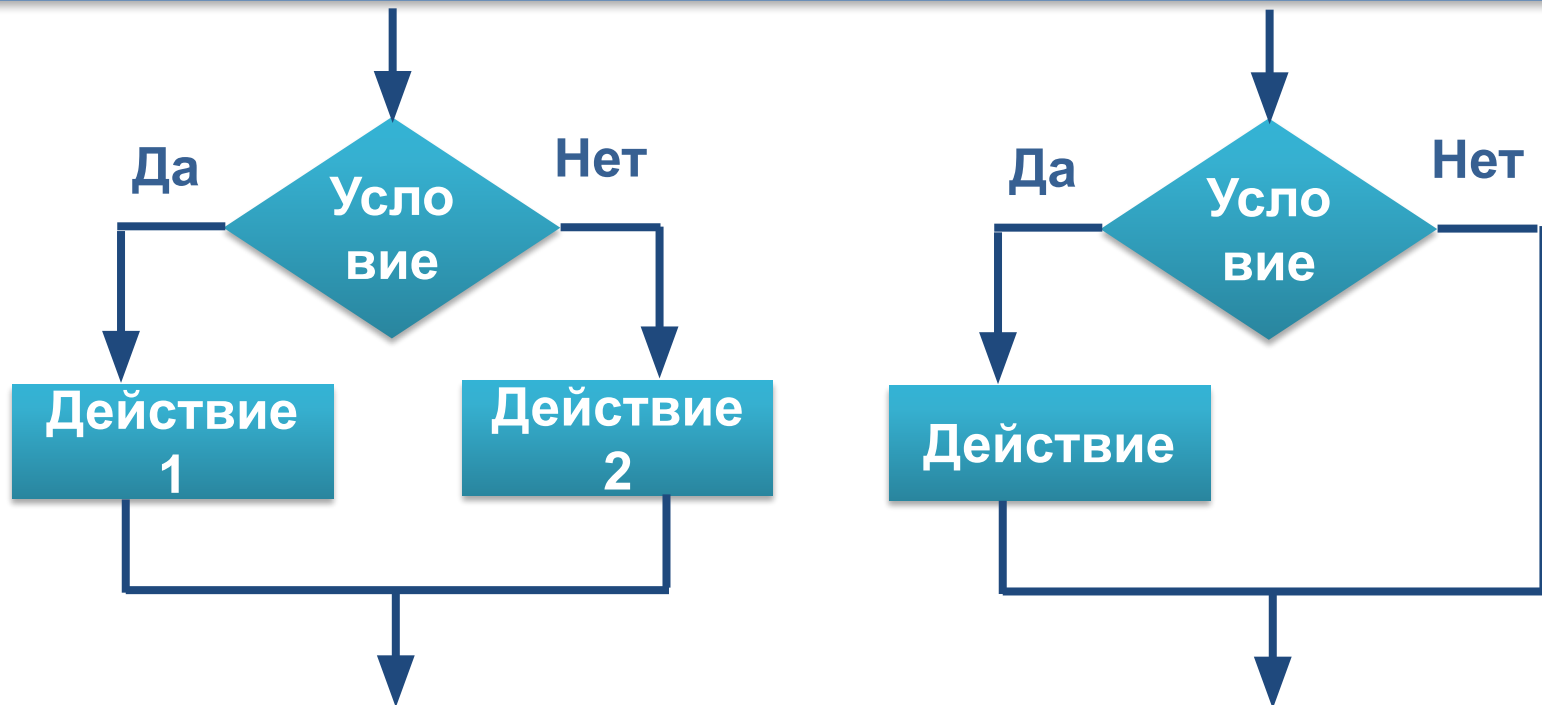 Да
Нет
Усло
вие
Действие
1
Действие
2
Да
Нет
Усло
вие
Действие